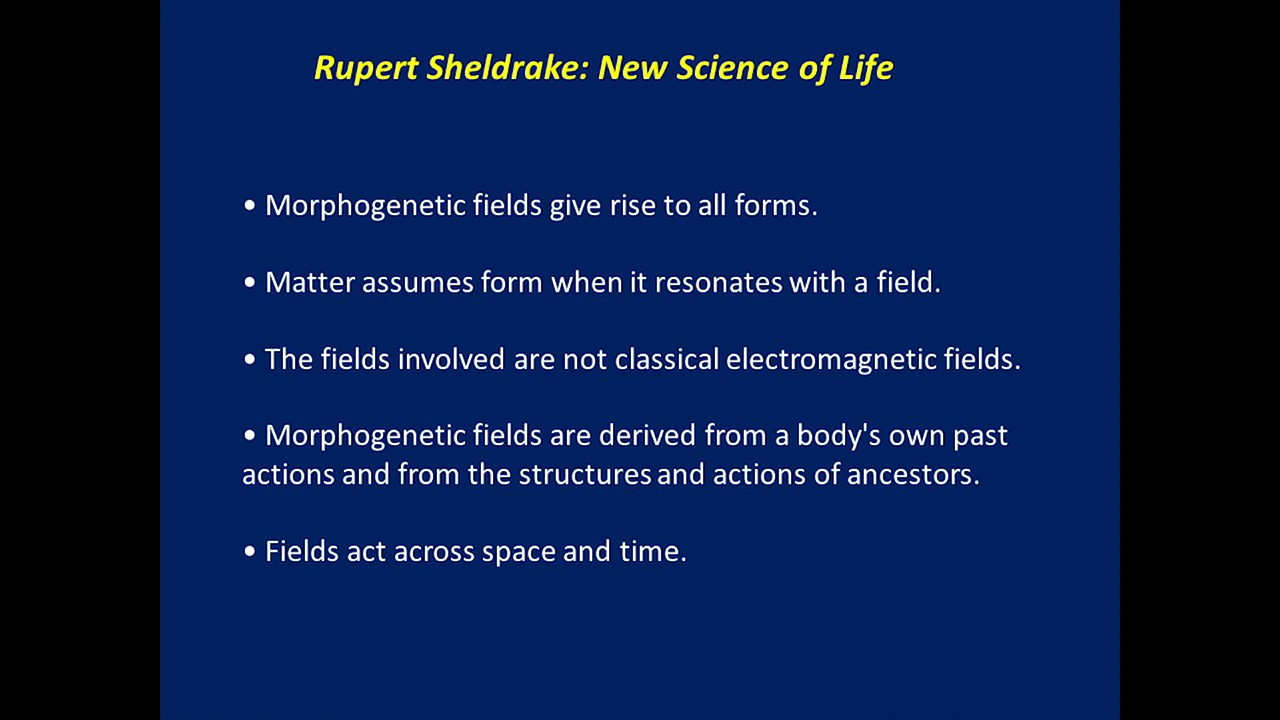 Rupert Sheldrake: New Science of Life
• Morphogenetic fields give rise to all forms.
• Matter assumes form when it resonates with a field.
• The fields involved are not classical electromagnetic fields.
• Morphogenetic fields are derived from a body's own past
actions and from the structures and actions of ancestors.
• Fields act across space and time.